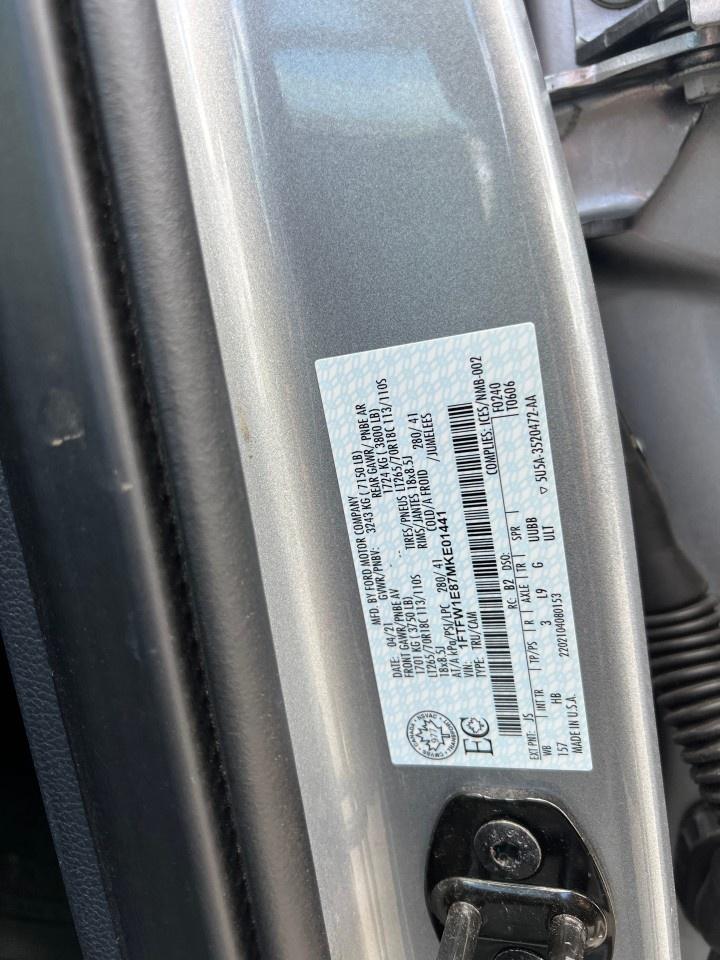 MFD. BY FORD MOTOR COMPANY
DATE: 04/21 GVWR/PNBV: 3243 KG ( 7150 LB)
FRONT GAWR/PNBE AV REAR GAWR/ PNBE AR
1701 KG ( 3750 LB) 1724 KG ( 3800 LB)
LT265/70R18C 113/110S TIRES/PNEUS LT265/70R18C 113/110S
18x8.5J RIMS/JANTES 18x8.5J
AT/A kPa/PSI/LPC 280/ 41 COLD/A FROID 280/ 41
VIN: 1FTFW1E87MKE01441 /JUMELEES
TYPE: TRU/CAM COMPLIES: ICES/NMB-002
EC
F0240
T0606
EXT PNT: JS RC: B2 DSO:
WB INT TR TP/PS R AXLE TR SPR
157 HB 3 L9 G UUBB
ULT
MADE IN U.S.A. 2202104080153 5U5A-3520472-AA